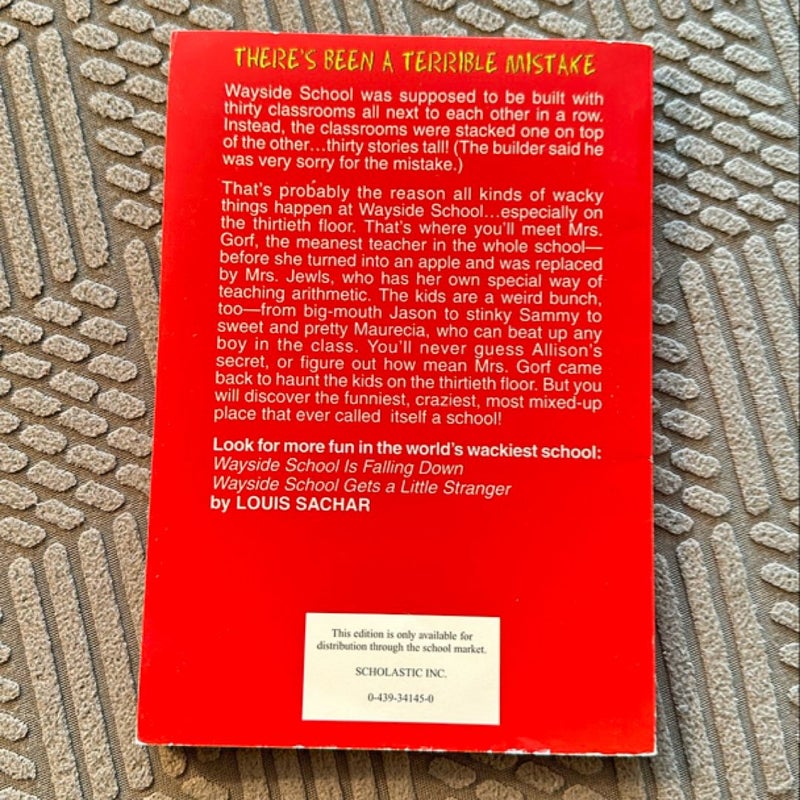 THERE'S BEEN A TERRIBLE MISTAKE
Wayside School was supposed to be built with
thirty classrooms all next to each other in a row.
Instead, the classrooms were stacked one on top
of the other...thirty stories tall! (The builder said he
was very sorry for the mistake.)
That's probably the reason all kinds of wacky
things happen at Wayside School...especially on
the thirtieth floor. That's where you'll meet Mrs.
Gorf, the meanest teacher in the whole school—
before she turned into an apple and was replaced
by Mrs. Jewls, who has her own special way of
teaching arithmetic. The kids are a weird bunch,
too—from big-mouth Jason to stinky Sammy to
sweet and pretty Maurecia, who can beat up any
boy in the class. You'll never guess Allison's
secret, or figure out how mean Mrs. Gorf came
back to haunt the kids on the thirtieth floor. But you
will discover the funniest, craziest, most mixed-up
place that ever called itself a school!
Look for more fun in the world's wackiest school:
Wayside School Is Falling Down
Wayside School Gets a Little Stranger
by LOUIS SACHAR
This edition is only available for
distribution through the school market.
SCHOLASTIC INC.
0-439-34145-0